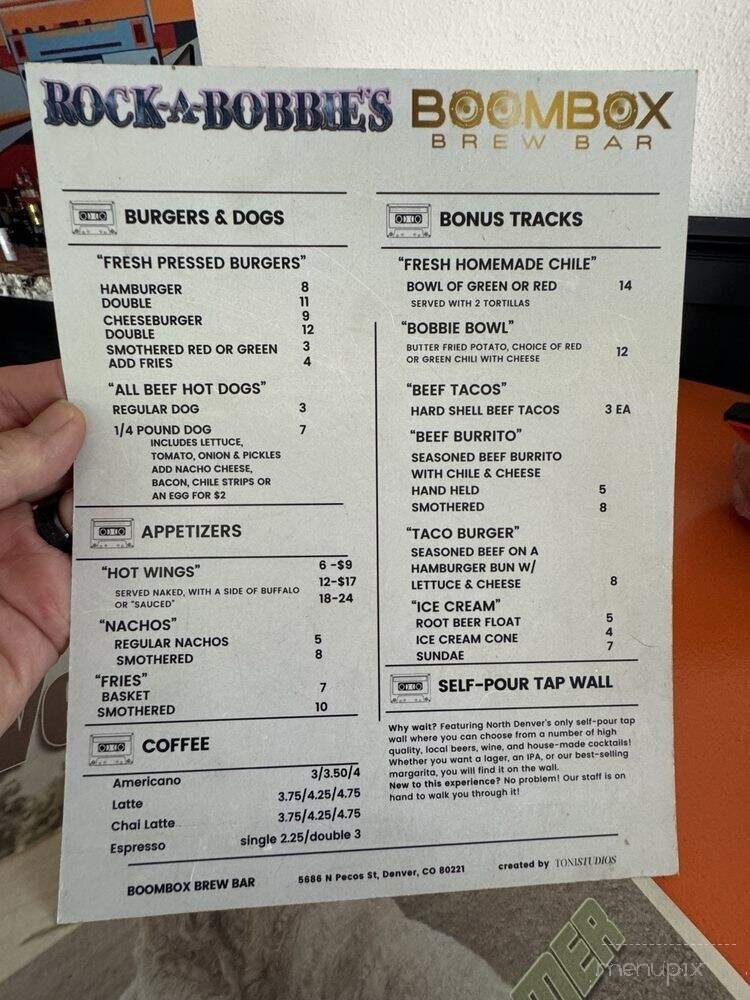 ROCK-A-BOBBIE'S
BOOMBOX
BREW BAR
BURGERS & DOGS
"FRESH PRESSED BURGERS"
HAMBURGER 8
DOUBLE 11
CHEESEBURGER 9
DOUBLE 12
SMOTHERED RED OR GREEN 3
ADD FRIES 4
"ALL BEEF HOT DOGS"
REGULAR DOG 3
1/4 POUND DOG 7
INCLUDES LETTUCE,
TOMATO, ONION & PICKLES
ADD NACHO CHEESE,
BACON, CHILE STRIPS OR
AN EGG FOR $2
APPETIZERS
"HOT WINGS" 6 -$9
12-$17
18-24
SERVED NAKED, WITH A SIDE OF BUFFALO
OR "SAUCED"
"NACHOS"
REGULAR NACHOS 5
SMOTHERED 8
"FRIES"
BASKET 7
SMOTHERED 10
COFFEE
Americano 3/3.50/4
Latte 3.75/4.25/4.75
Chai Latte 3.75/4.25/4.75
Espresso single 2.25/double 3
BONUS TRACKS
"FRESH HOMEMADE CHILE"
BOWL OF GREEN OR RED 14
SERVED WITH 2 TORTILLAS
"BOBBIE BOWL"
BUTTER FRIED POTATO, CHOICE OF RED
OR GREEN CHILI WITH CHEESE 12
"BEEF TACOS"
HARD SHELL BEEF TACOS 3 EA
"BEEF BURRITO"
SEASONED BEEF BURRITO
WITH CHILE & CHEESE
HAND HELD 5
SMOTHERED 8
"TACO BURGER"
SEASONED BEEF ON A
HAMBURGER BUN W/
LETTUCE & CHEESE 8
"ICE CREAM"
ROOT BEER FLOAT 5
ICE CREAM CONE 4
SUNDAE 7
SELF-POUR TAP WALL
Why wait? Featuring North Denver's only self-pour tap
wall where you can choose from a number of high
quality, local beers, wine, and house-made cocktails!
Whether you want a lager, an IPA, or our best-selling
margarita, you will find it on the wall.
New to this experience? No problem! Our staff is on
hand to walk you through it!
BOOMBOX BREW BAR 5686 N Pecos St, Denver, CO 80221 created by TONISTUDIOS
MER
menupix